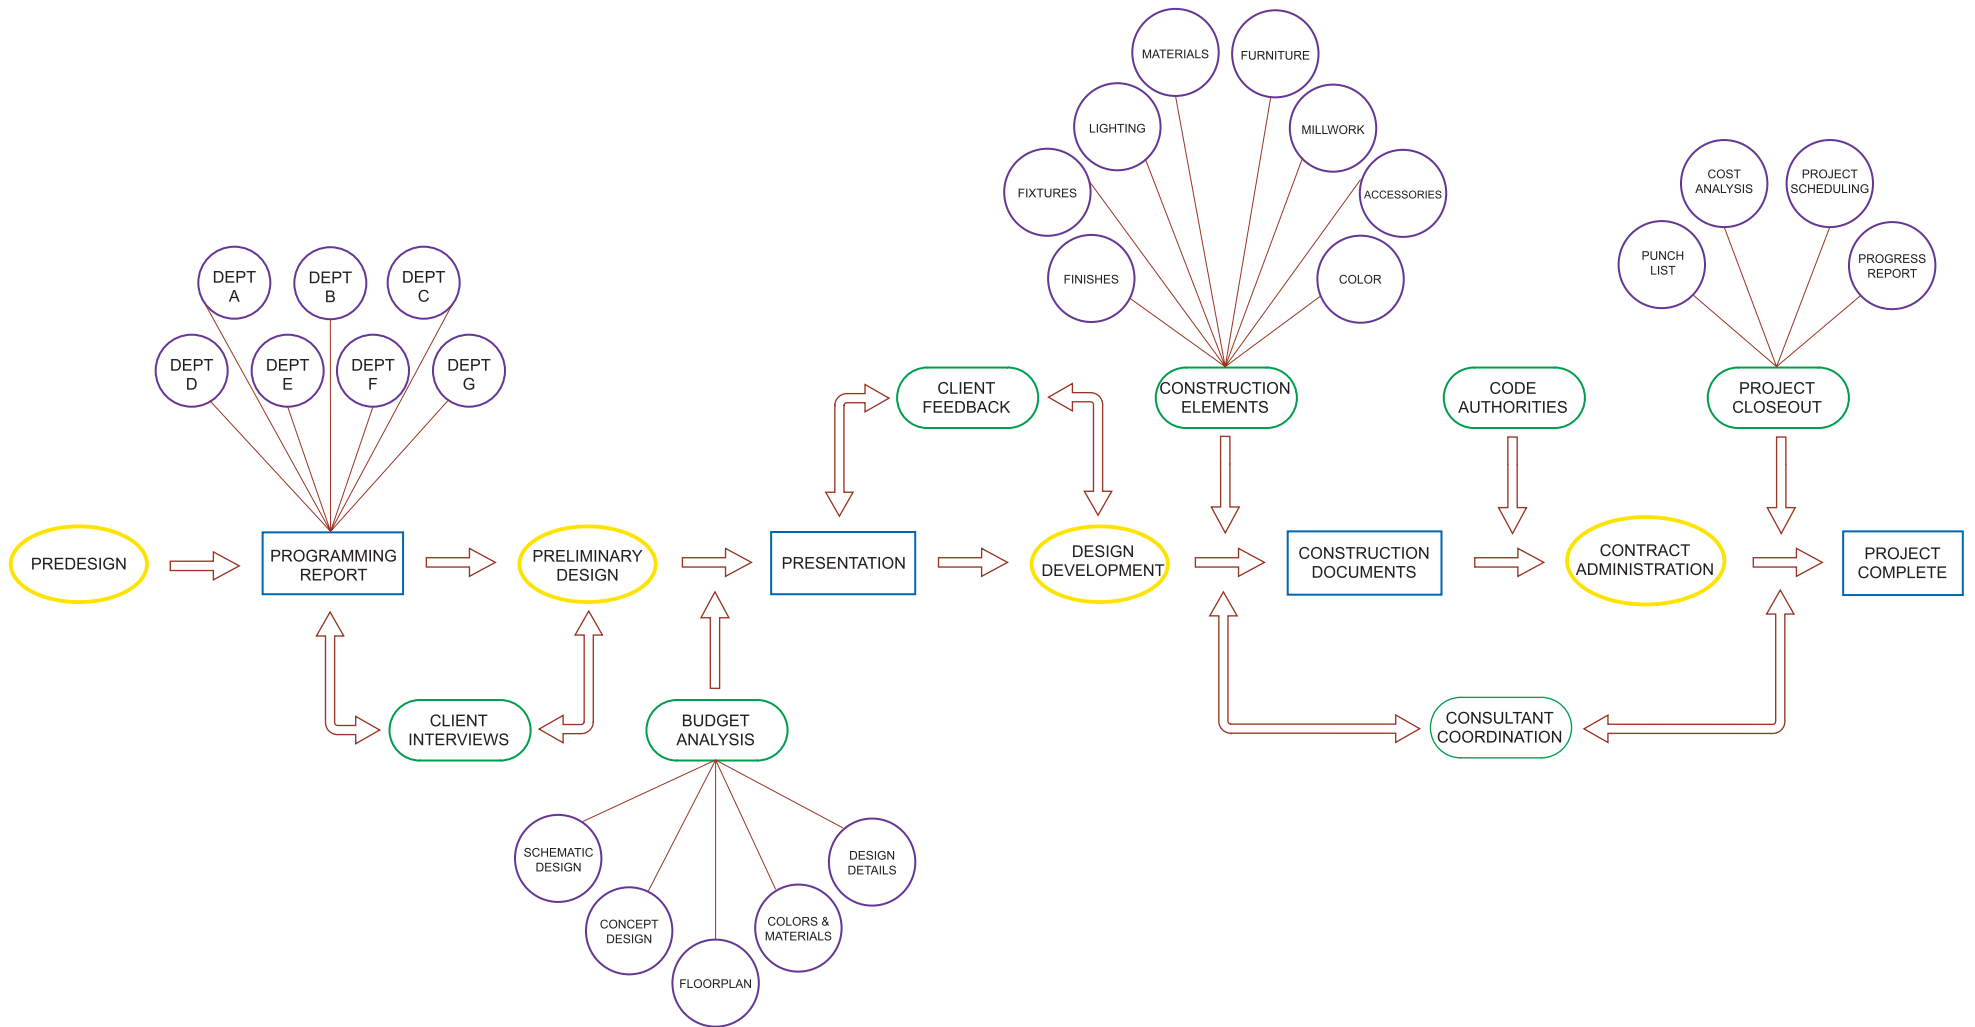 MATERIALS
FURNITURE
LIGHTING
MILLWORK
FIXTURES
ACCESSORIES
FINISHES
COLOR
COST
ANALYSIS
PROJECT
SCHEDULING
PUNCH
LIST
PROGRESS
REPORT
DEPT
A
DEPT
B
DEPT
C
DEPT
D
DEPT
E
DEPT
F
DEPT
G
CLIENT
FEEDBACK
CONSTRUCTION
ELEMENTS
CODE
AUTHORITIES
PROJECT
CLOSEOUT
PREDESIGN
PROGRAMMING
REPORT
PRELIMINARY
DESIGN
PRESENTATION
DESIGN
DEVELOPMENT
CONSTRUCTION
DOCUMENTS
CONTRACT
ADMINISTRATION
PROJECT
COMPLETE
CLIENT
INTERVIEWS
BUDGET
ANALYSIS
CONSULTANT
COORDINATION
SCHEMATIC
DESIGN
DESIGN
DETAILS
CONCEPT
DESIGN
COLORS &
MATERIALS
FLOORPLAN